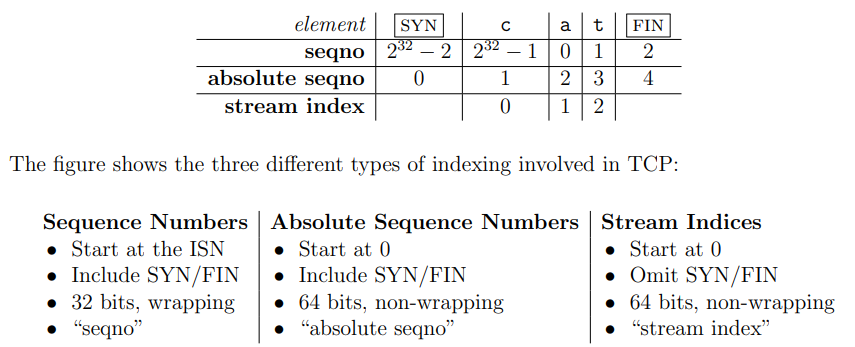 element SYN c a t FIN
seqno 2^32 − 2 2^32 − 1 0 1 2
absolute seqno 0 1 2 3 4
stream index 0 1 2
The figure shows the three different types of indexing involved in TCP:
Sequence Numbers Absolute Sequence Numbers Stream Indices
• Start at the ISN • Start at 0 • Start at 0
• Include SYN/FIN • Include SYN/FIN • Omit SYN/FIN
• 32 bits, wrapping • 64 bits, non-wrapping • 64 bits, non-wrapping
• “seqno” • “absolute seqno” • “stream index”